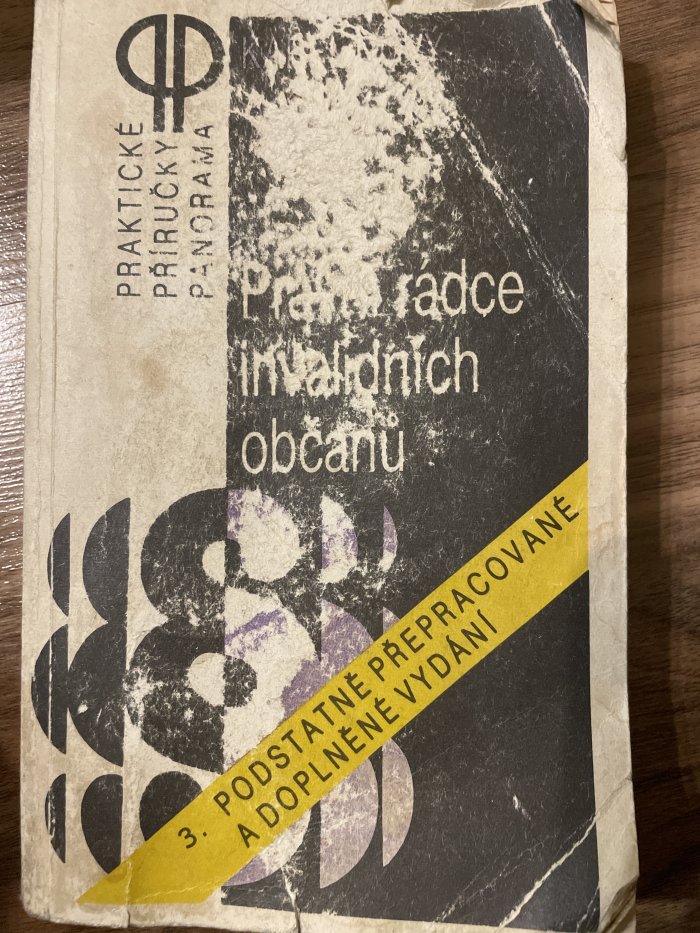 PRAKTICKÉ
PŘÍRUČKY
PANORAMA
rádce
invalidních
občanů
3. PODSTATNĚ PŘEPRACOVANÉ
A DOPLNĚNÉ VYDÁNÍ